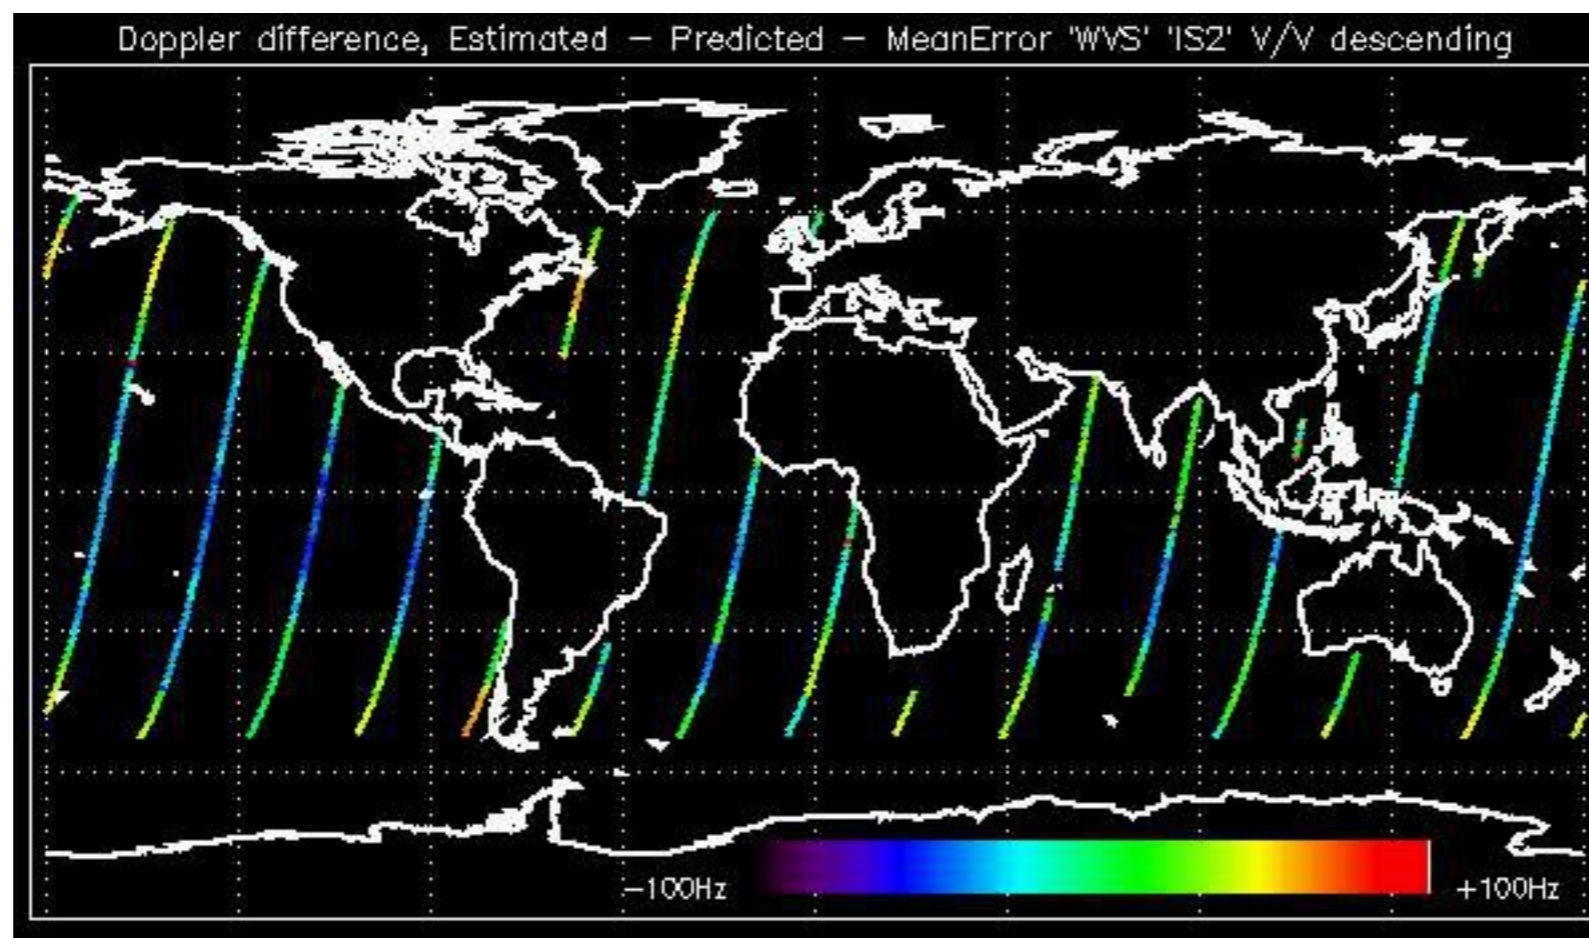 Doppler difference, Estimated – Predicted – MeanError 'WVS' 'IS2' V/V descending
–100Hz
+100Hz